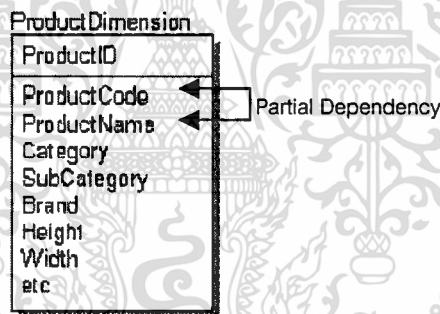 ProductDimension
ProductID
ProductCode
ProductName
Partial Dependency
Category
SubCategory
Brand
Height
Width
etc